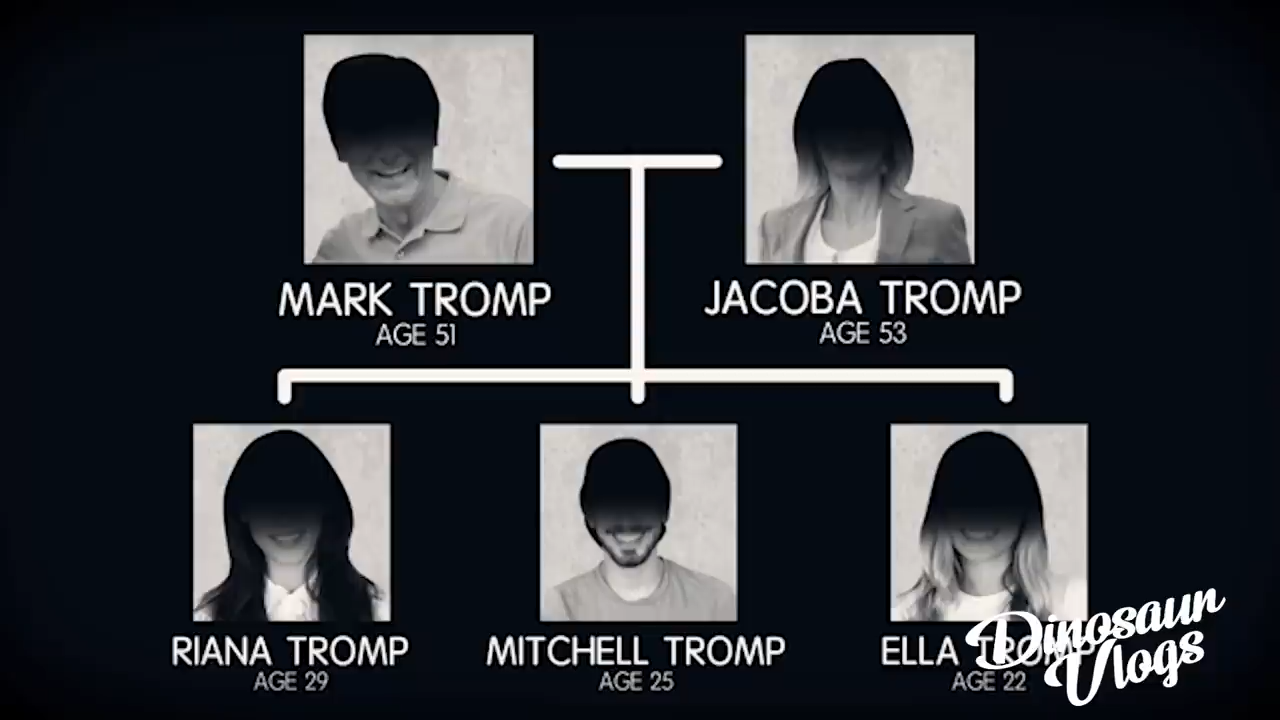 MARK TROMP
AGE 51
JACOBA TROMP
AGE 53
RIANA TROMP
AGE 29
MITCHELL TROMP
AGE 25
ELLA TROMP
AGE 22
Dinosaur
Vlogs